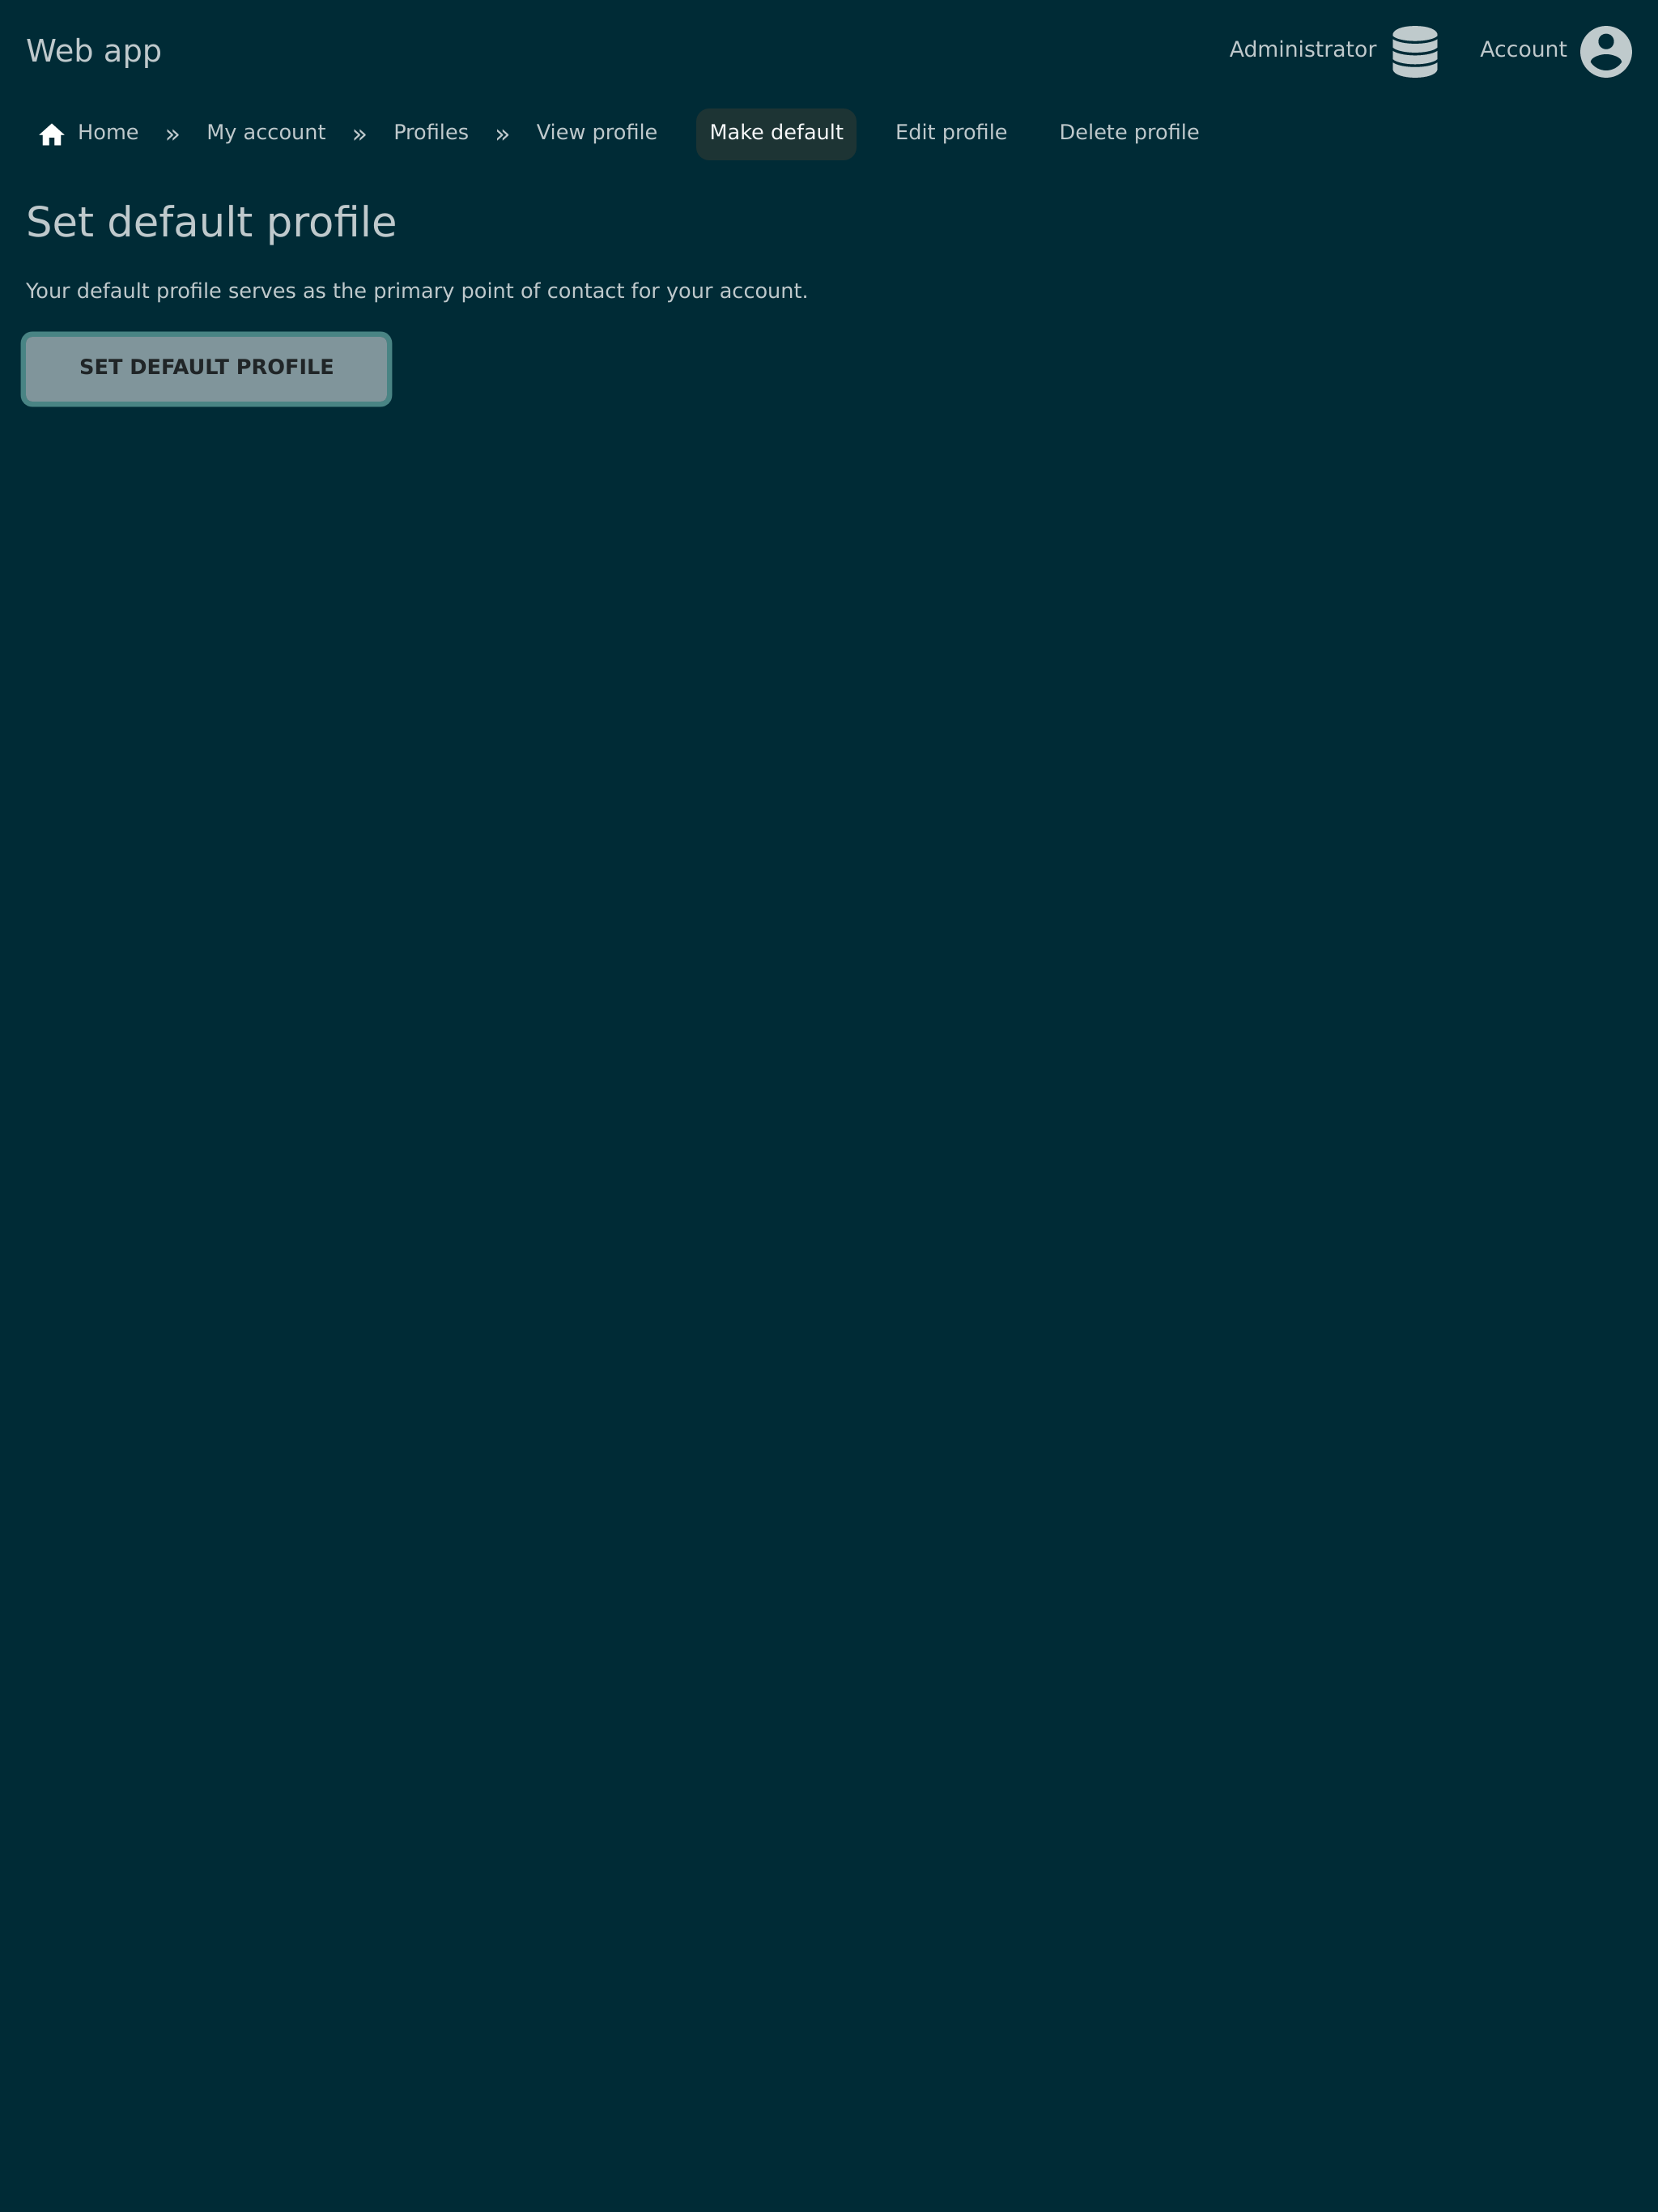 Web app
Administrator
Account
Home » My account » Profiles » View profile Make default Edit profile Delete profile
Set default profile
Your default profile serves as the primary point of contact for your account.
SET DEFAULT PROFILE